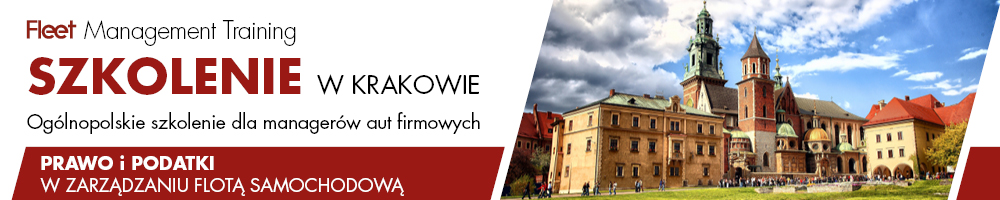 Fleet Management Training
SZKOLENIE W KRAKOWIE
Ogólnopolskie szkolenie dla managerów aut firmowych
PRAWO i PODATKI
W ZARZĄDZANIU FLOTĄ SAMOCHODOWĄ